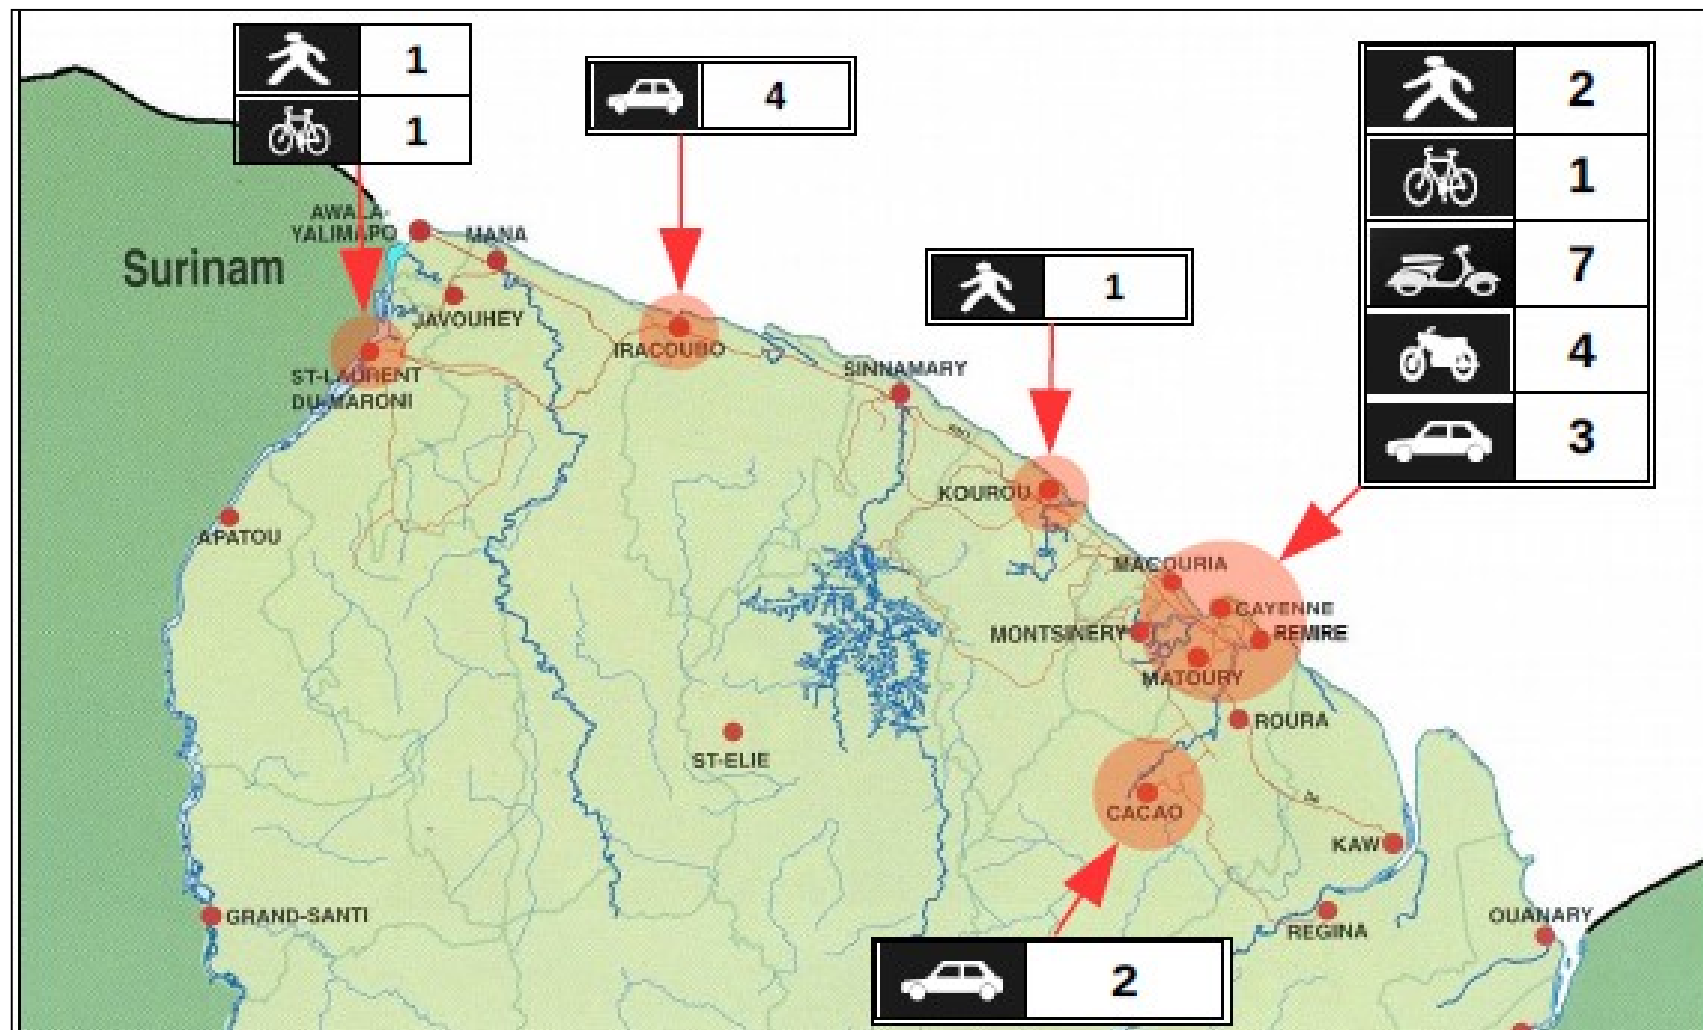 1
1
4
2
1
7
4
3
1
2
Surinam
AWALA-
YALIMAPO
MANA
JAVOUHEY
IRACOUBO
ST-LAURENT
DU-MARONI
SINNAMARY
KOUROU
APATOU
MACOURIA
CAYENNE
MONTSINERY
REMIRE
MATOURY
ROURA
ST-ELIE
CACAO
KAW
GRAND-SANTI
REGINA
OUANARY